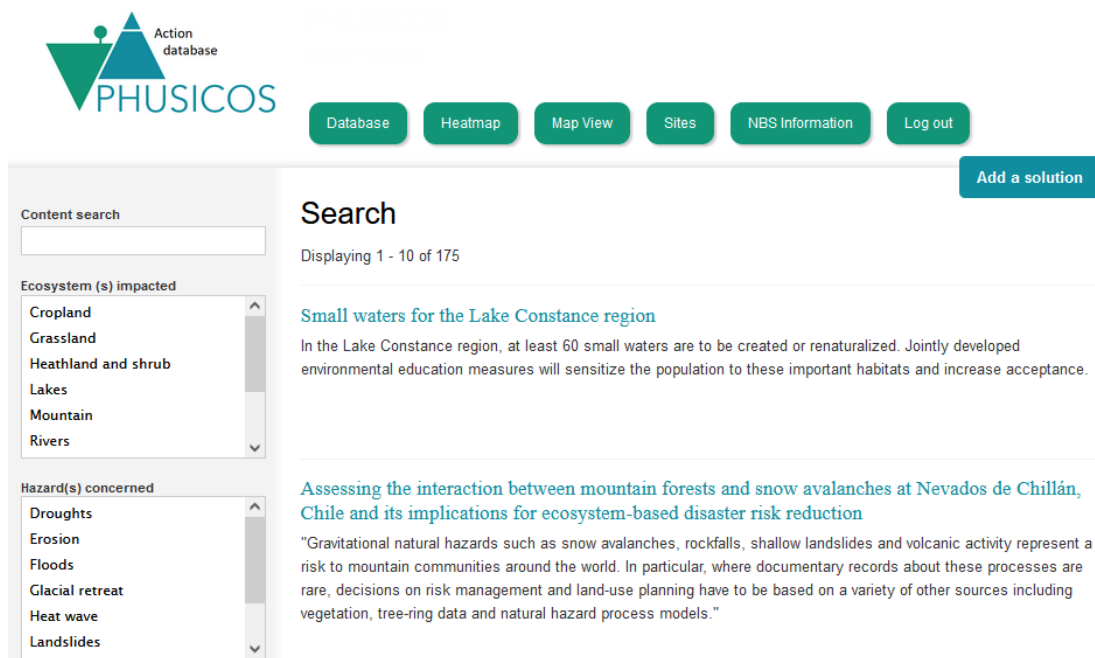 Action
database
PHUSICOS
Database
Heatmap
Map View
Sites
NBS Information
Log out
Add a solution
Content search
Ecosystem (s) impacted
Cropland
Grassland
Heathland and shrub
Lakes
Mountain
Rivers
Hazard(s) concerned
Droughts
Erosion
Floods
Glacial retreat
Heat wave
Landslides
Search
Displaying 1 - 10 of 175
Small waters for the Lake Constance region
In the Lake Constance region, at least 60 small waters are to be created or renaturalized. Jointly developed
environmental education measures will sensitize the population to these important habitats and increase acceptance.
Assessing the interaction between mountain forests and snow avalanches at Nevados de Chillán,
Chile and its implications for ecosystem-based disaster risk reduction
"Gravitational natural hazards such as snow avalanches, rockfalls, shallow landslides and volcanic activity represent a
risk to mountain communities around the world. In particular, where documentary records about these processes are
rare, decisions on risk management and land-use planning have to be based on a variety of other sources including
vegetation, tree-ring data and natural hazard process models."